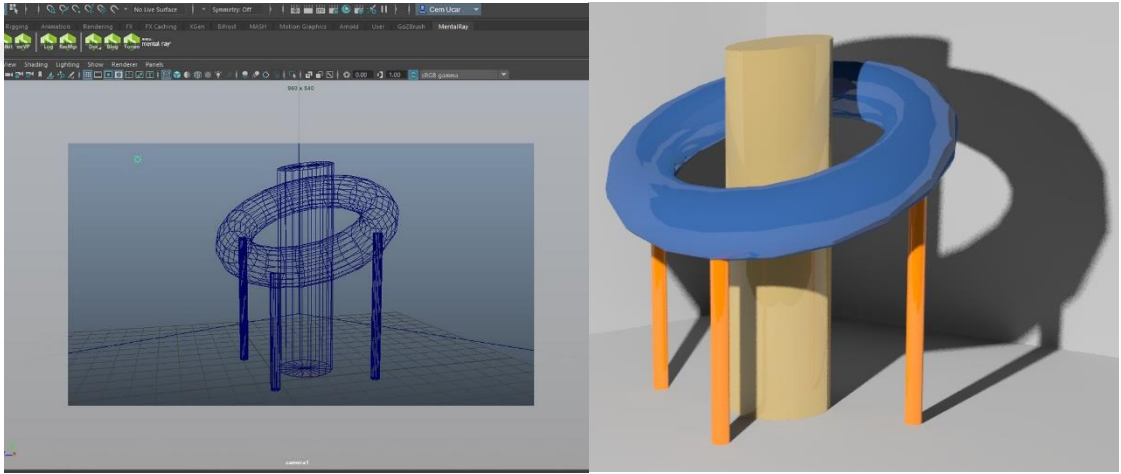 No Live Surface
Symmetry: Off
Cem Ucar
Rigging Animation Rendering FX FX Caching XGen Bifrost MASH Motion Graphics Arnold User GoZBrush MentalRay
mental ray
View Shading Lighting Show Renderer Panels
0.00 1.00 sRGB gamma
960 x 540
camera1